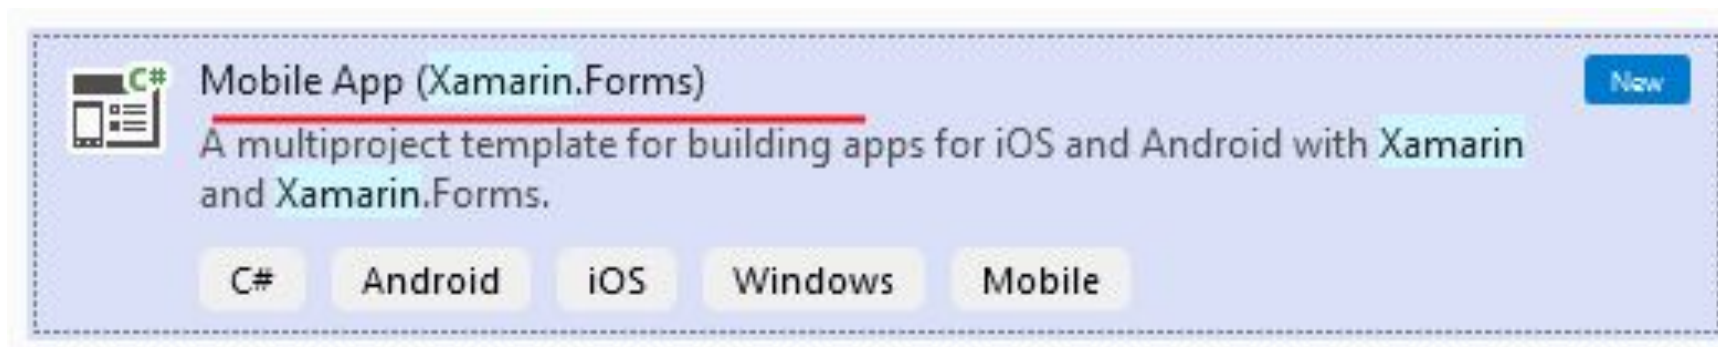 C#
Mobile App (Xamarin.Forms)
New
A multiproject template for building apps for iOS and Android with Xamarin
and Xamarin.Forms.
C# Android iOS Windows Mobile